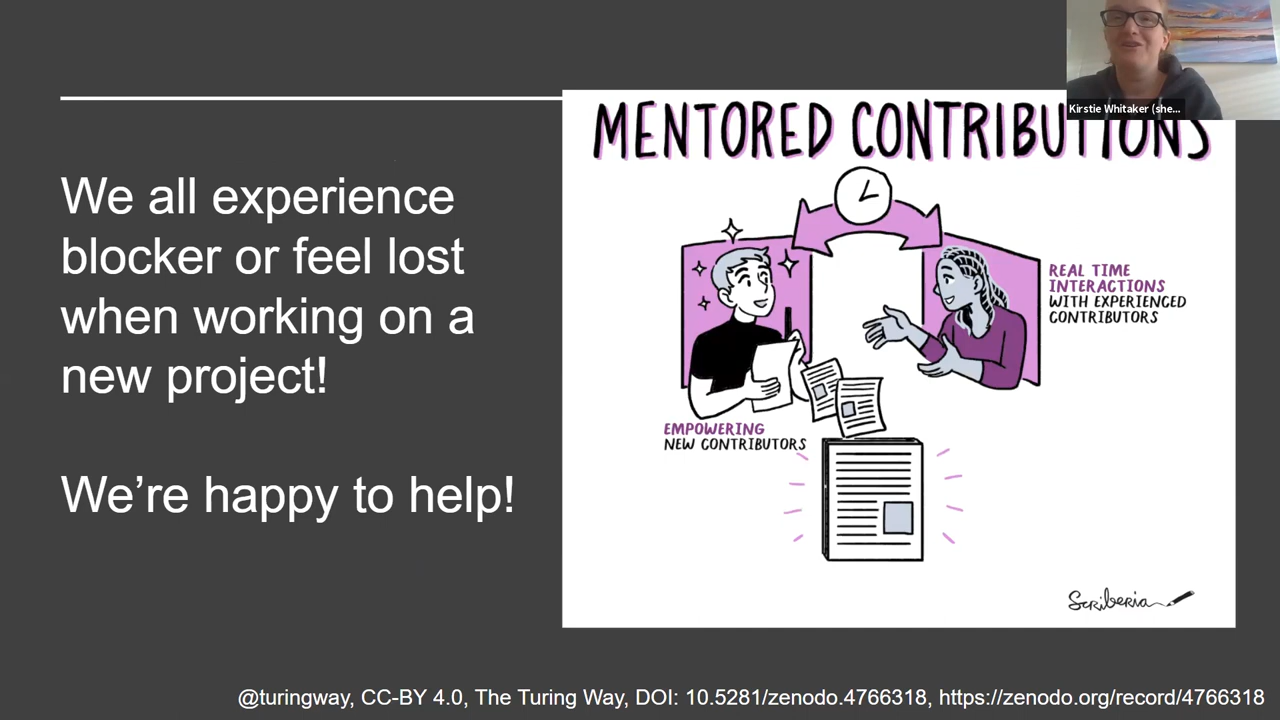 We all experience
blocker or feel lost
when working on a
new project!
We’re happy to help!
MENTORED CONTRIBUTIONS
Kirstie Whitaker (she...
REAL TIME
INTERACTIONS
WITH EXPERIENCED
CONTRIBUTORS
EMPOWERING
NEW CONTRIBUTORS
Scriberia
@turingway, CC-BY 4.0, The Turing Way, DOI: 10.5281/zenodo.4766318, https://zenodo.org/record/4766318